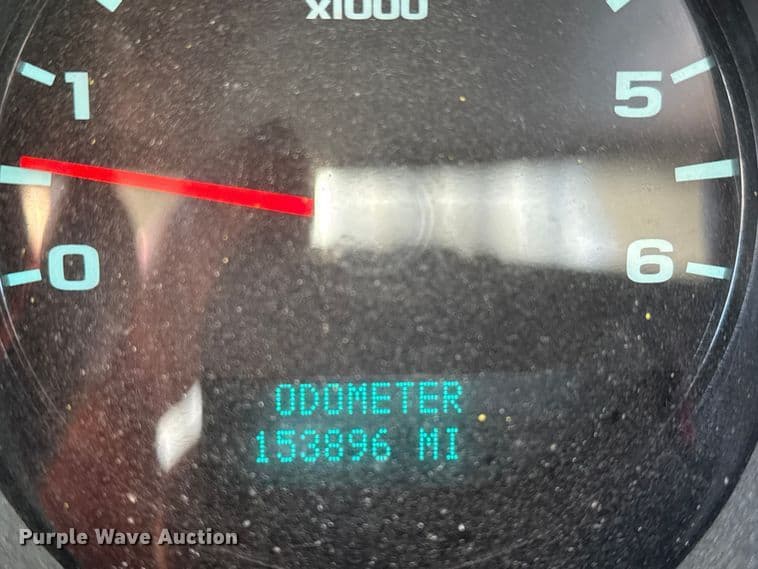 x1000
1
5
0
6
ODOMETER
153896 MI
Purple Wave Auction